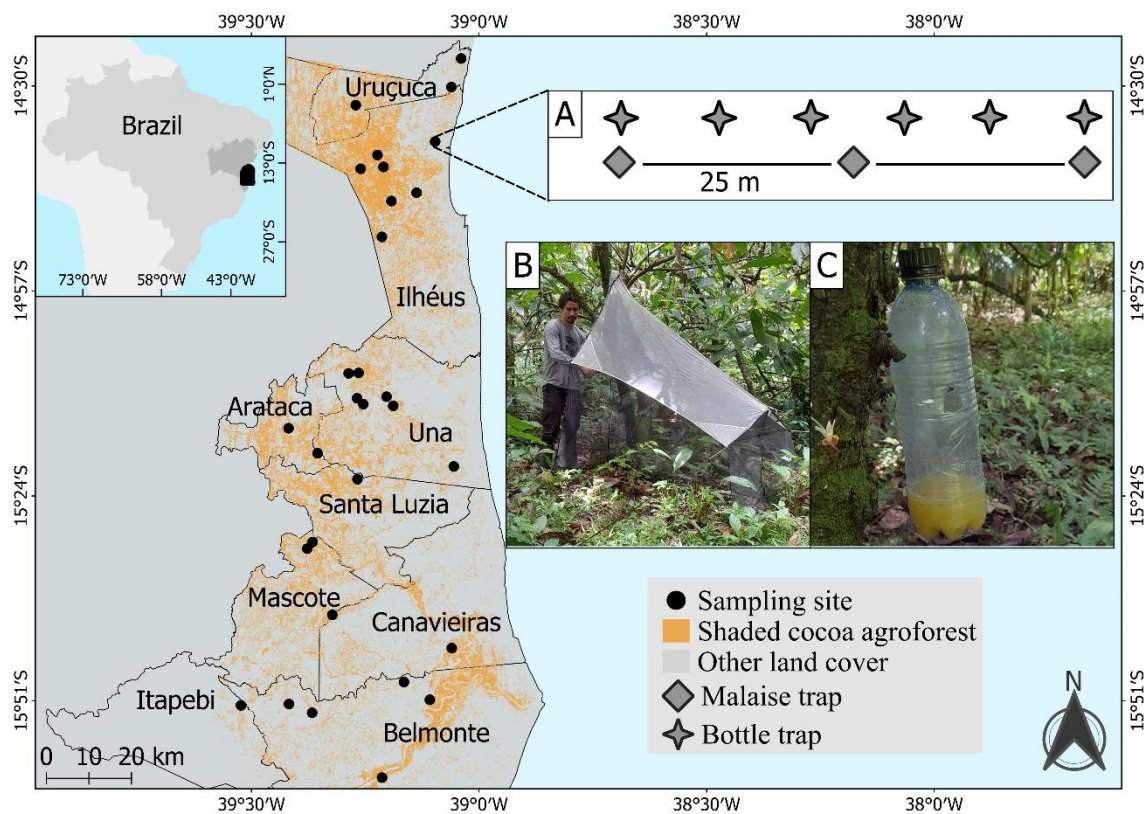 39°30'W 39°0'W 38°30'W 38°0'W
14°30'S
14°57'S
15°24'S
15°51'S
Brazil
1°0'N
13°0'S
27°0'S
73°0'W 58°0'W 43°0'W
Uruçuca
Ilhéus
Arataca
Una
Santa Luzia
Mascote
Canavieiras
Itapebi
Belmonte
0 10 20 km
A
25 m
B
C
Sampling site
Shaded cocoa agroforest
Other land cover
Malaise trap
Bottle trap
N
14°30'S
14°57'S
15°24'S
15°51'S
39°30'W 39°0'W 38°30'W 38°0'W